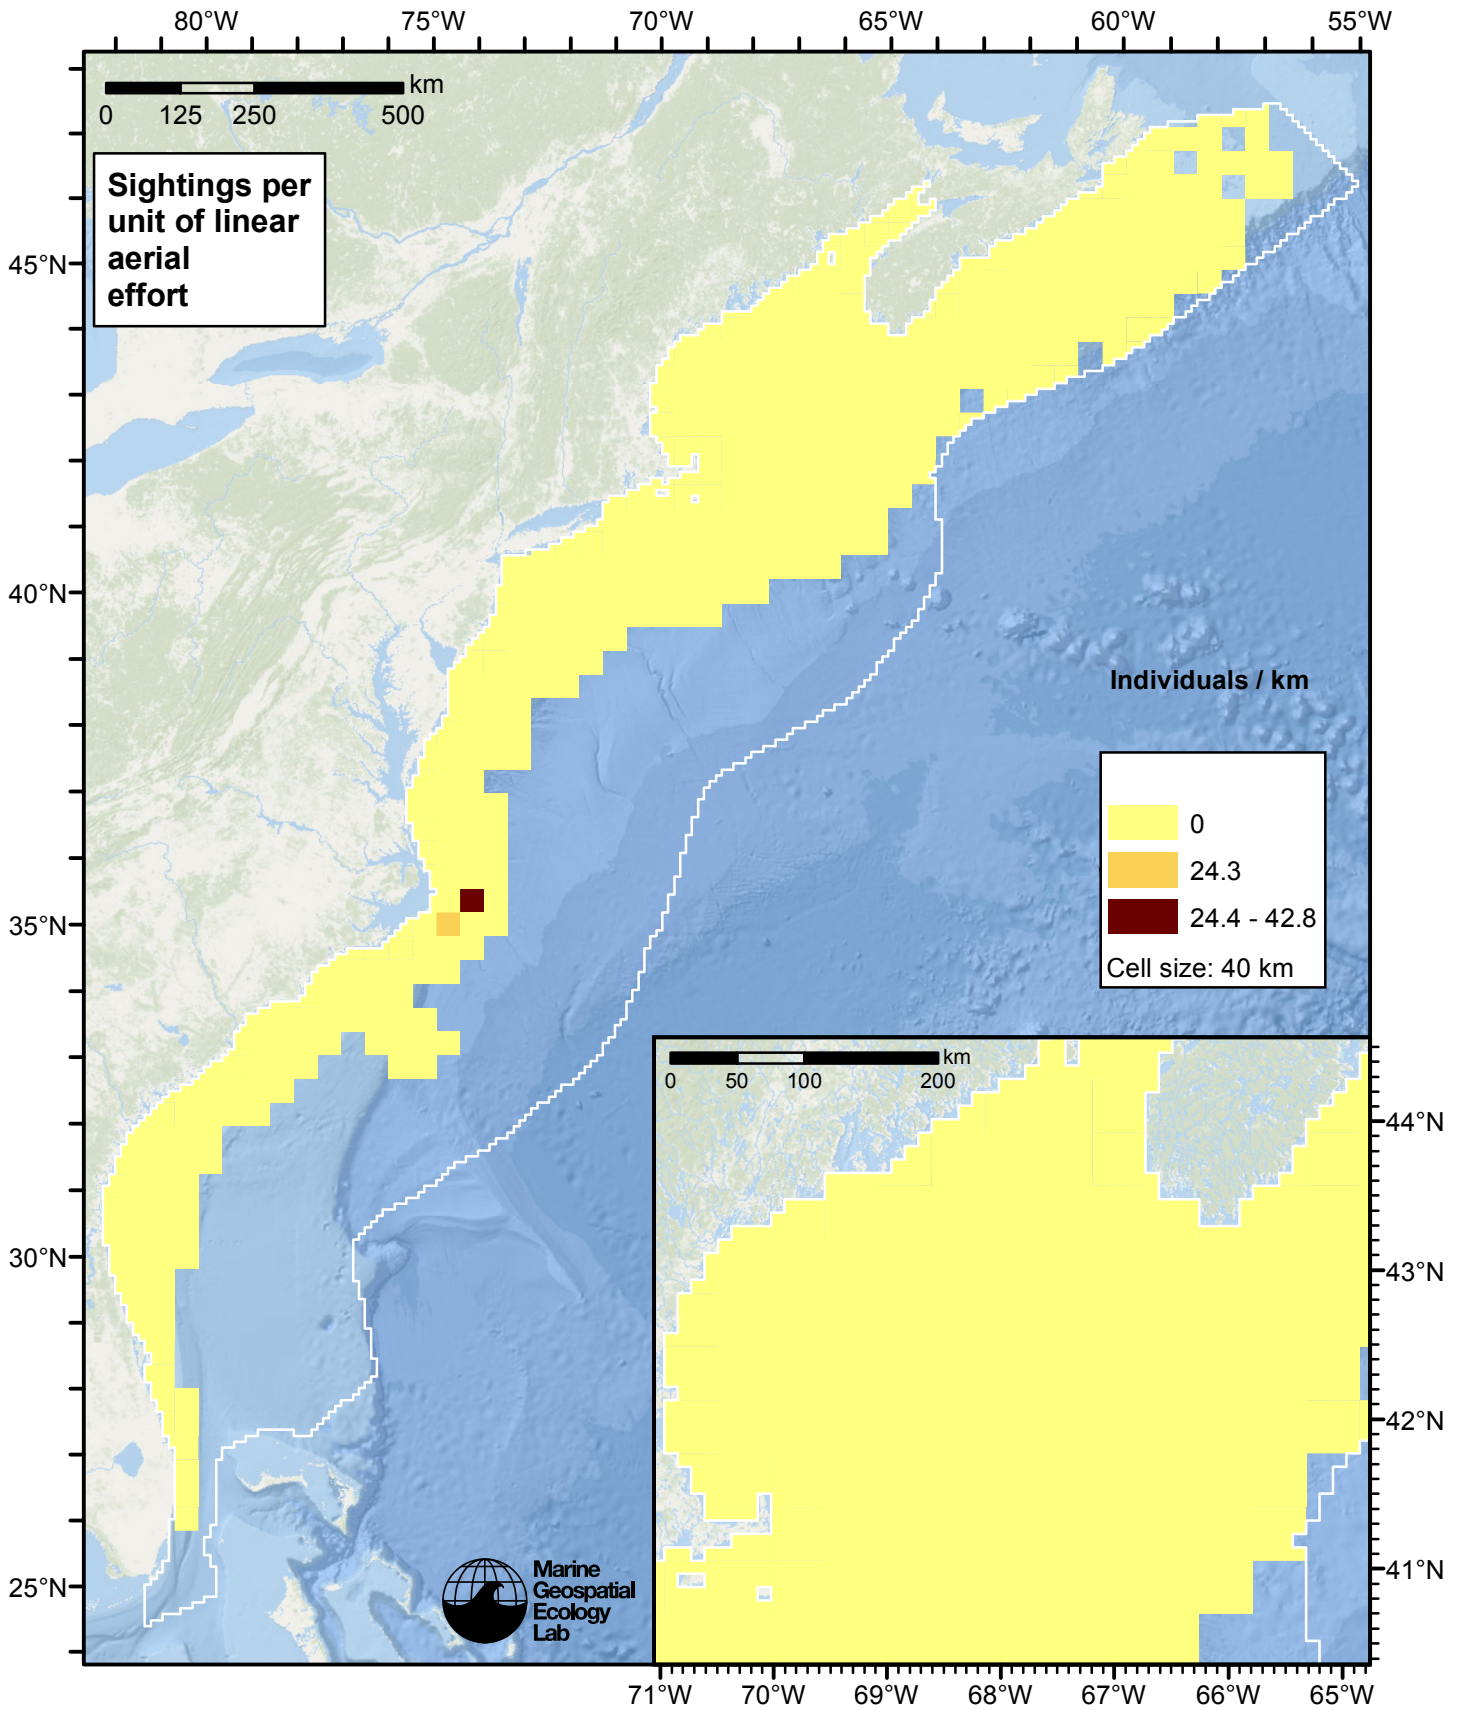 80°W 75°W 70°W 65°W 60°W 55°W
km
0 125 250 500
Sightings per
unit of linear
aerial
effort
45°N
40°N
35°N
30°N
25°N
Individuals / km
0
24.3
24.4 - 42.8
Cell size: 40 km
km
0 50 100 200
44°N
43°N
42°N
41°N
Marine
Geospatial
Ecology
Lab
71°W 70°W 69°W 68°W 67°W 66°W 65°W